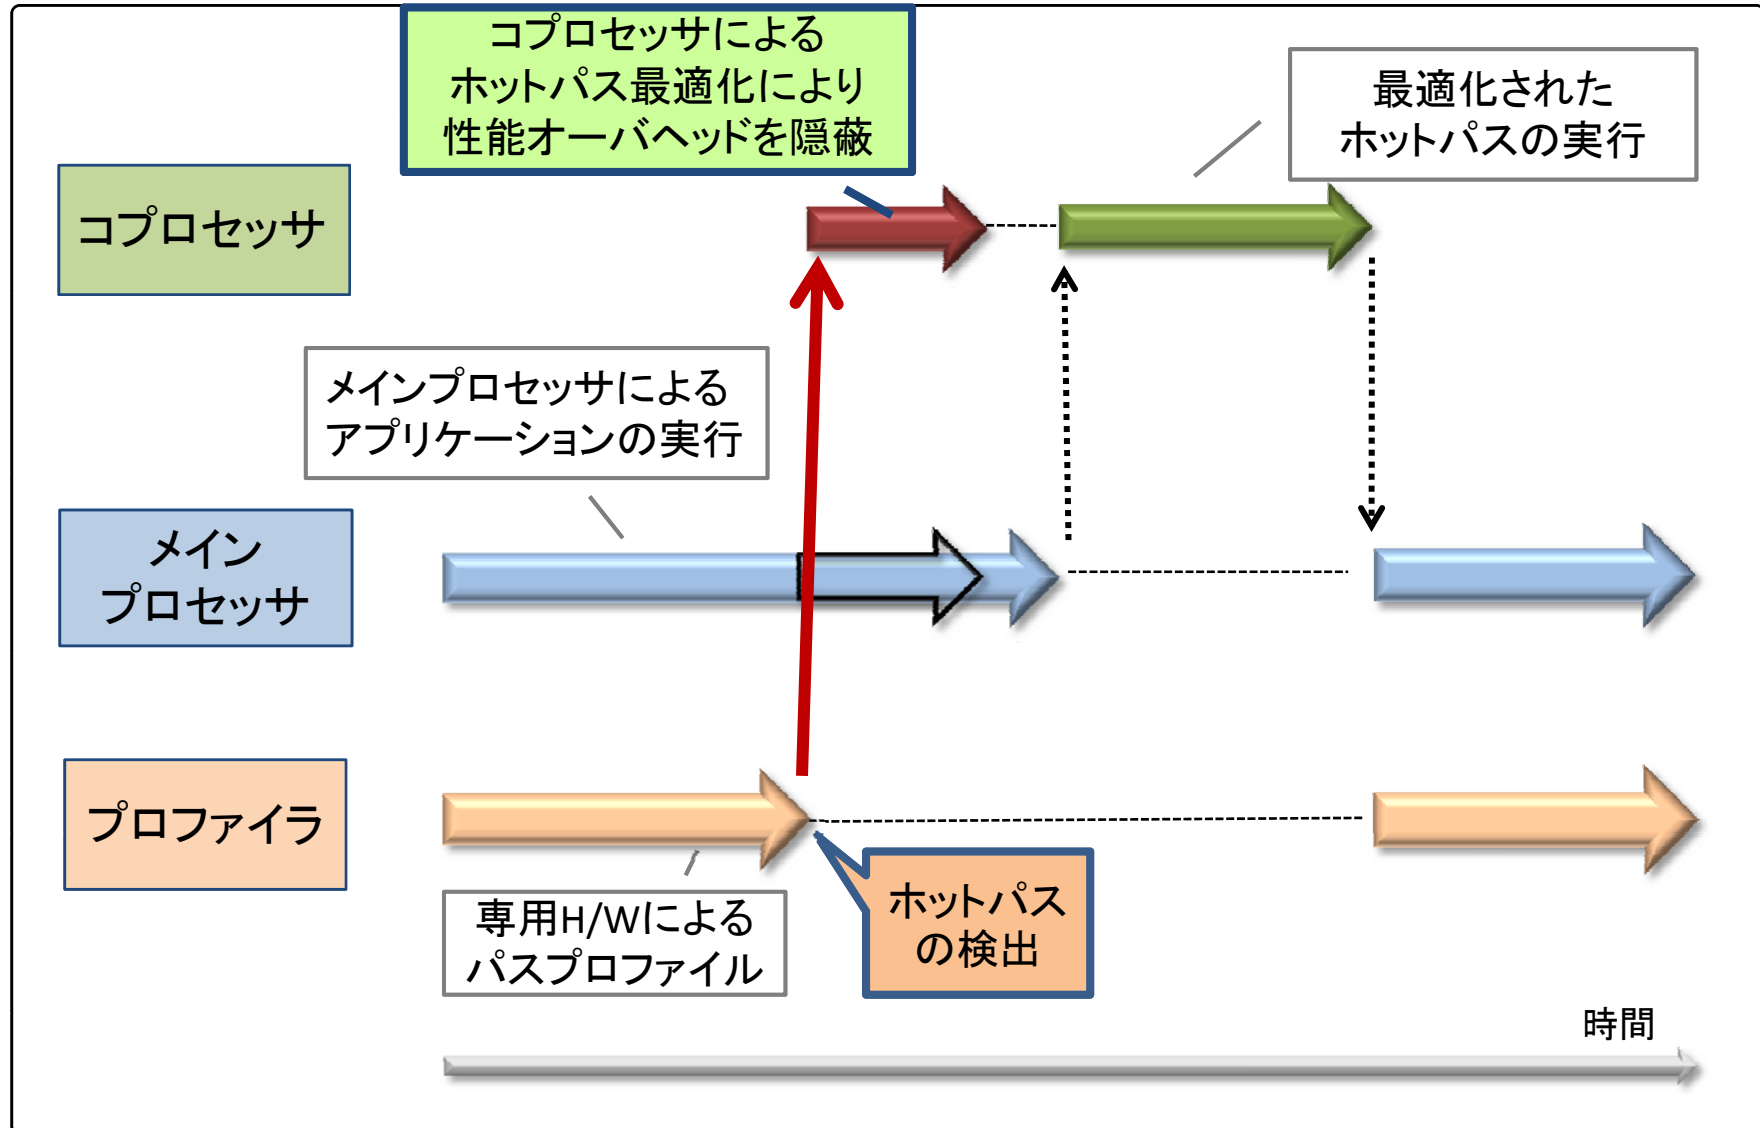 コプロセッサによる
ホットパス最適化により
性能オーバヘッドを隠蔽
最適化された
ホットパスの実行
コプロセッサ
メインプロセッサによる
アプリケーションの実行
メイン
プロセッサ
プロファイラ
専用H/Wによる
パスプロファイル
ホットパス
の検出
時間